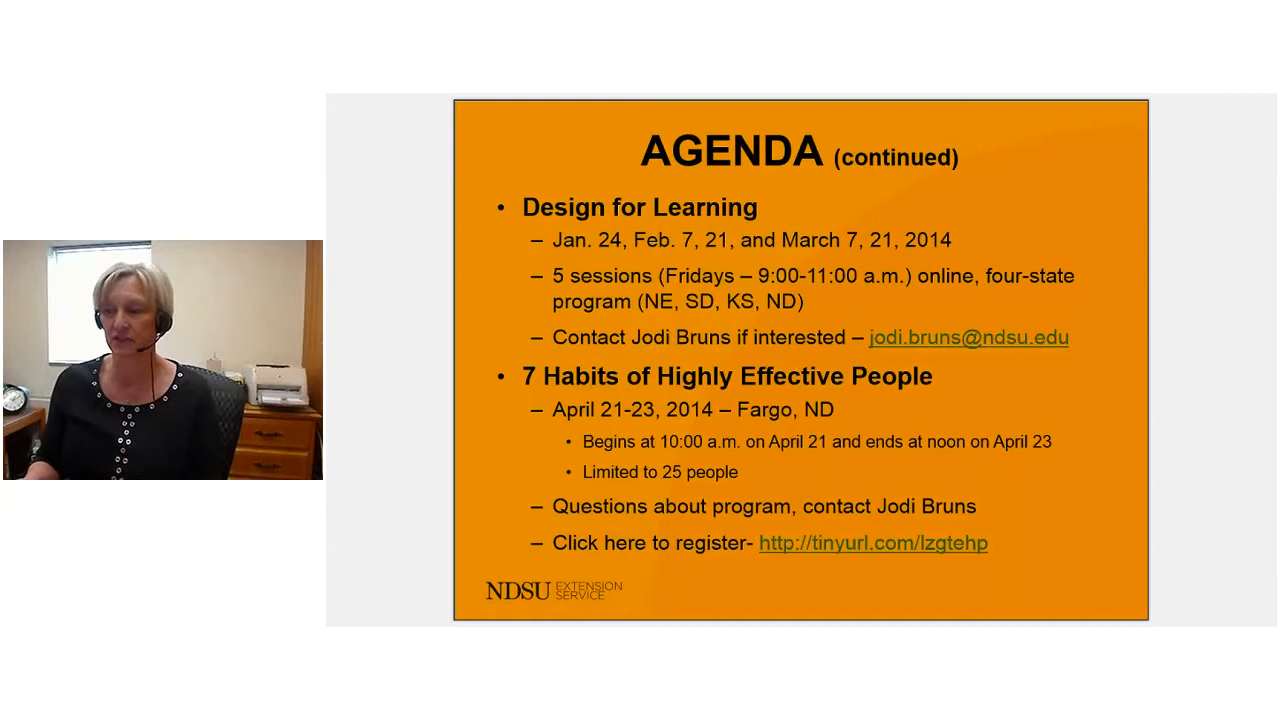 AGENDA (continued)
• Design for Learning
– Jan. 24, Feb. 7, 21, and March 7, 21, 2014
– 5 sessions (Fridays – 9:00-11:00 a.m.) online, four-state
program (NE, SD, KS, ND)
– Contact Jodi Bruns if interested – jodi.bruns@ndsu.edu
• 7 Habits of Highly Effective People
– April 21-23, 2014 – Fargo, ND
• Begins at 10:00 a.m. on April 21 and ends at noon on April 23
• Limited to 25 people
– Questions about program, contact Jodi Bruns
– Click here to register- http://tinyurl.com/lzgtehp
NDSU EXTENSION
SERVICE